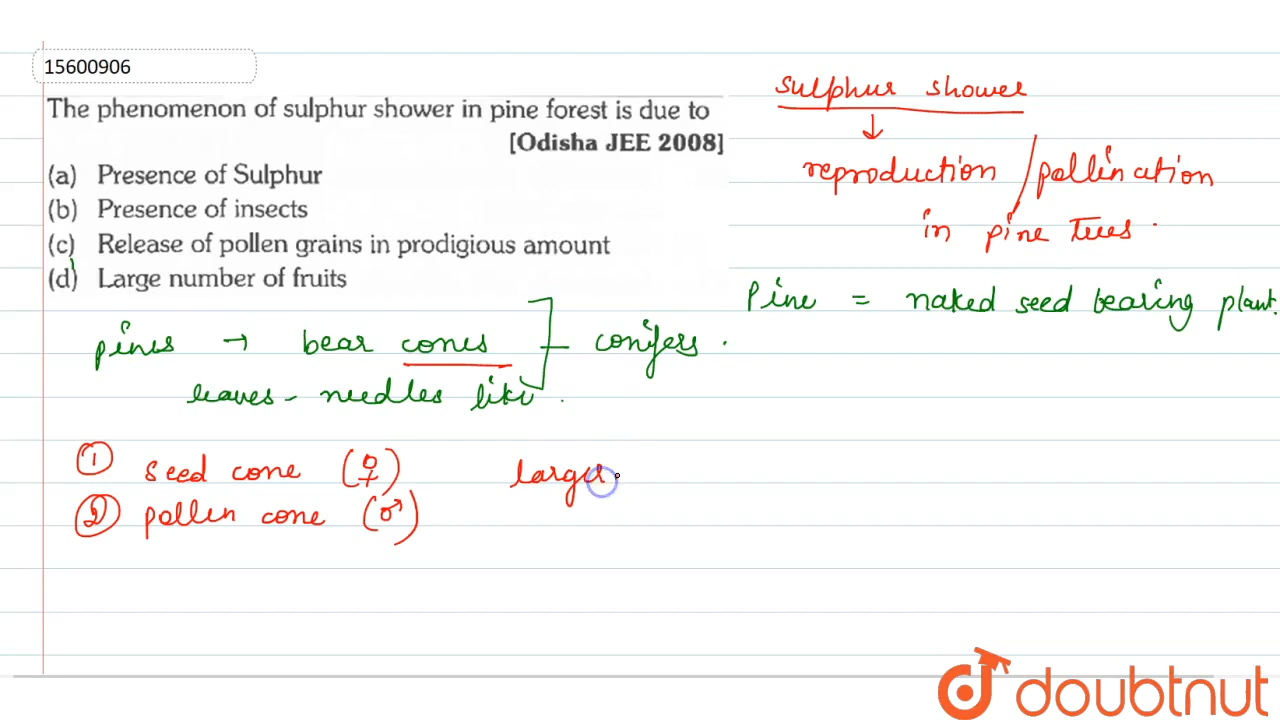 15600906
The phenomenon of sulphur shower in pine forest is due to
[Odisha JEE 2008]
(a) Presence of Sulphur
(b) Presence of insects
(c) Release of pollen grains in prodigious amount
(d) Large number of fruits
sulphur shower
↓
reproduction / pollination
in pine trees.
Pine = naked seed bearing plant.
pines → bear cones
leaves - needles like.
conifers.
① seed cone (♀) larger
② pollen cone (♂)
doubtnut